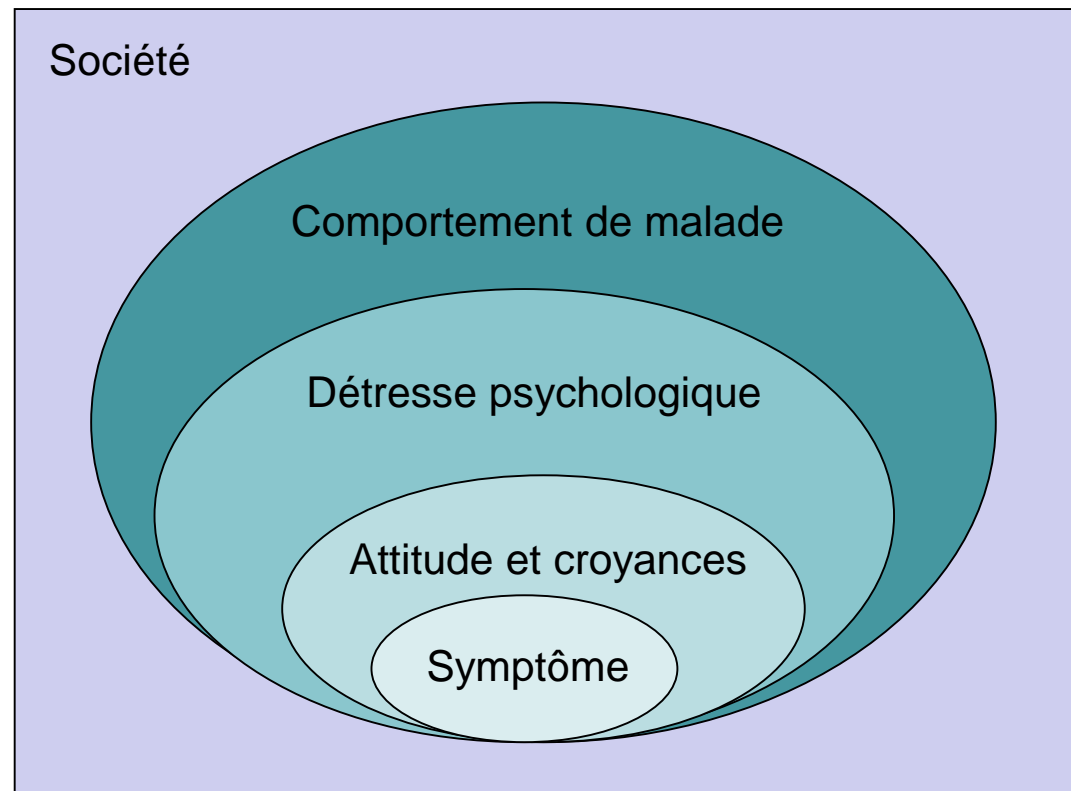 Société
Comportement de malade
Détresse psychologique
Attitude et croyances
Symptôme